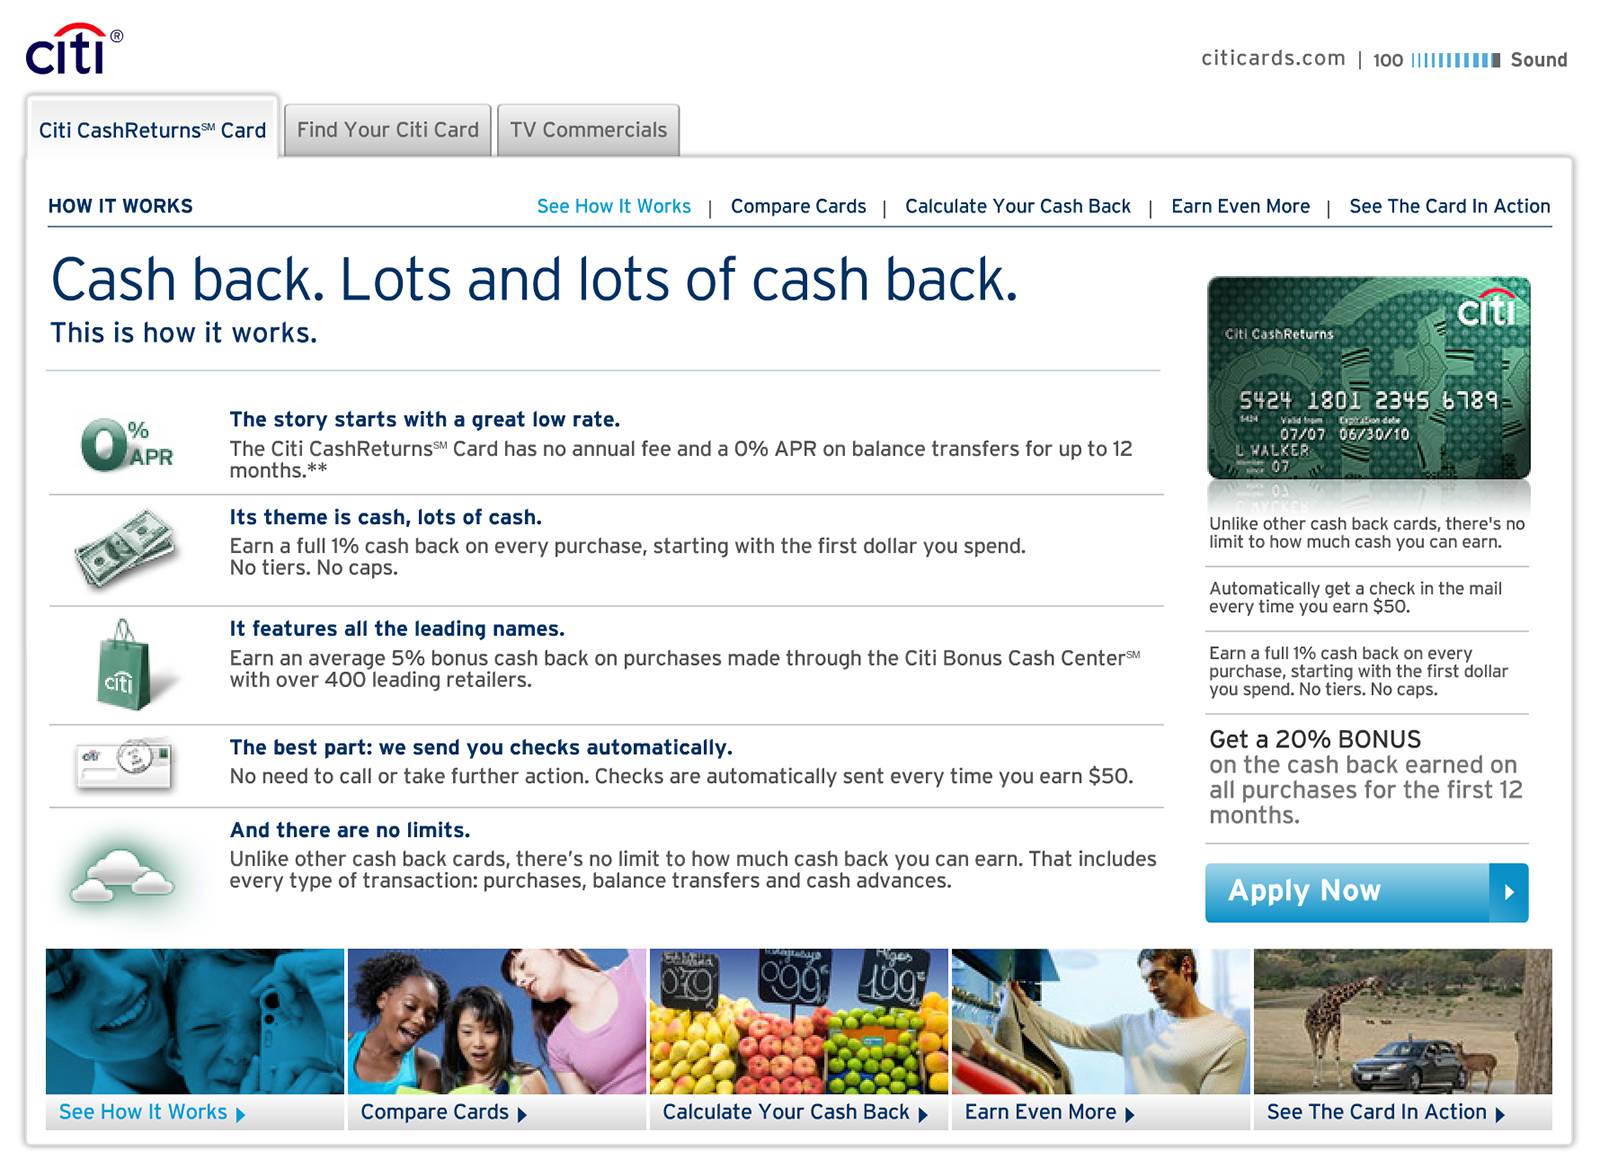 citi®
citicards.com | 100 Sound
Citi CashReturns℠ Card
Find Your Citi Card
TV Commercials
HOW IT WORKS
See How It Works | Compare Cards | Calculate Your Cash Back | Earn Even More | See The Card In Action
Cash back. Lots and lots of cash back.
This is how it works.
0% APR
The story starts with a great low rate.
The Citi CashReturns℠ Card has no annual fee and a 0% APR on balance transfers for up to 12
months.**
Its theme is cash, lots of cash.
Earn a full 1% cash back on every purchase, starting with the first dollar you spend.
No tiers. No caps.
citi
It features all the leading names.
Earn an average 5% bonus cash back on purchases made through the Citi Bonus Cash Center℠
with over 400 leading retailers.
citi
The best part: we send you checks automatically.
No need to call or take further action. Checks are automatically sent every time you earn $50.
And there are no limits.
Unlike other cash back cards, there's no limit to how much cash back you can earn. That includes
every type of transaction: purchases, balance transfers and cash advances.
citi
Citi CashReturns
5424 1801 2345 6789
5424 Valid from Expiration date
07/07 06/30/10
L WALKER
Member since 07
Unlike other cash back cards, there's no
limit to how much cash you can earn.
Automatically get a check in the mail
every time you earn $50.
Earn a full 1% cash back on every
purchase, starting with the first dollar
you spend. No tiers. No caps.
Get a 20% BONUS
on the cash back earned on
all purchases for the first 12
months.
Apply Now
079
099
199
See How It Works
Compare Cards
Calculate Your Cash Back
Earn Even More
See The Card In Action